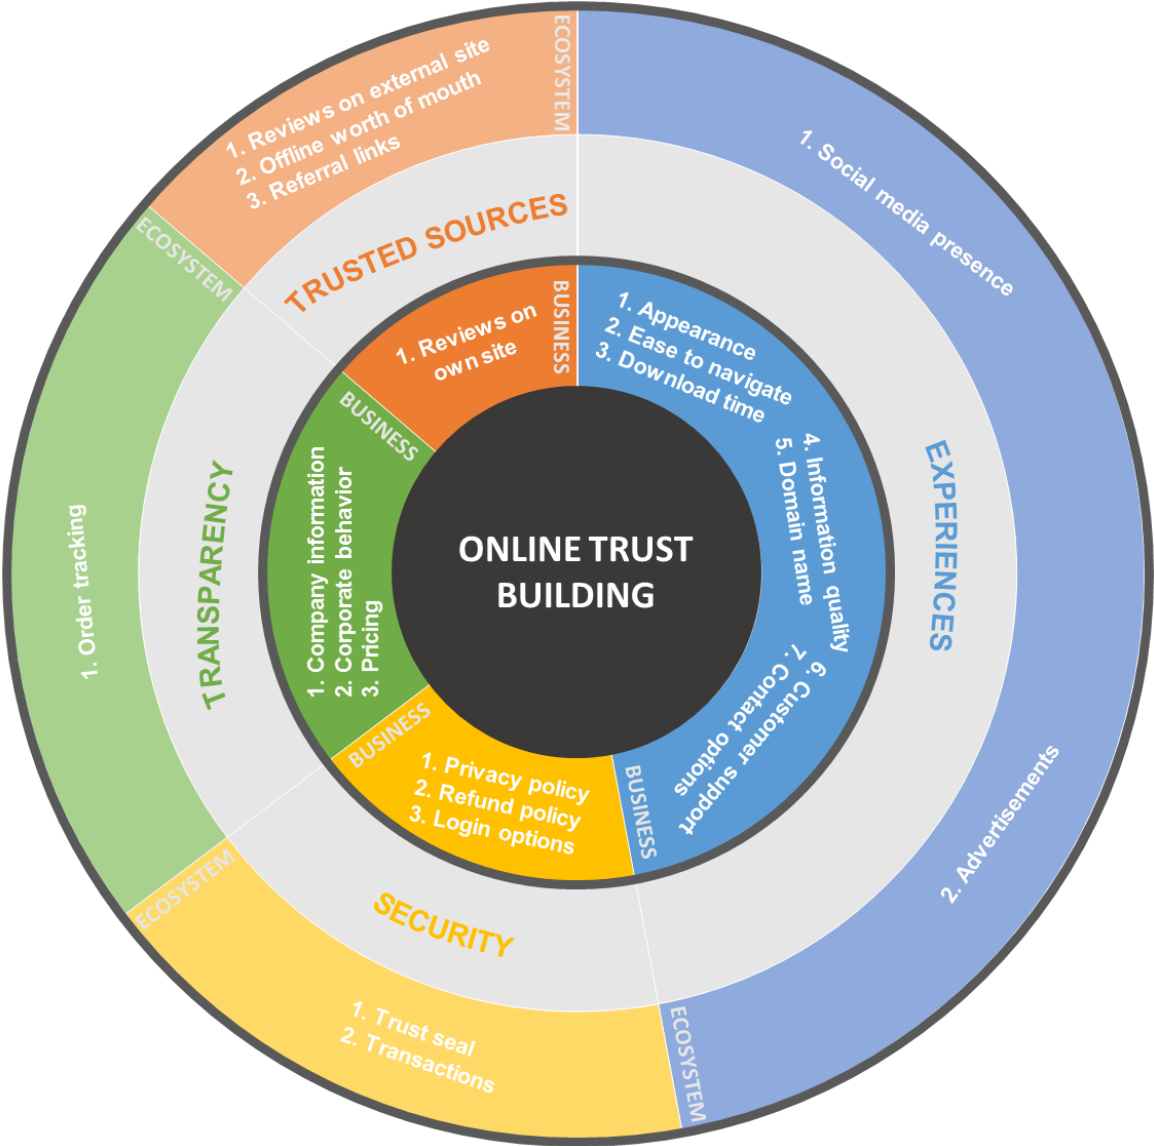 ONLINE TRUST
BUILDING
EXPERIENCES
BUSINESS
1. Appearance
2. Ease to navigate
3. Download time
4. Information quality
5. Domain name
6. Customer support
7. Contact options
ECOSYSTEM
1. Social media presence
2. Advertisements
SECURITY
BUSINESS
1. Privacy policy
2. Refund policy
3. Login options
ECOSYSTEM
1. Trust seal
2. Transactions
TRANSPARENCY
BUSINESS
1. Company information
2. Corporate behavior
3. Pricing
ECOSYSTEM
1. Order tracking
TRUSTED SOURCES
BUSINESS
1. Reviews on
own site
ECOSYSTEM
1. Reviews on external site
2. Offline worth of mouth
3. Referral links